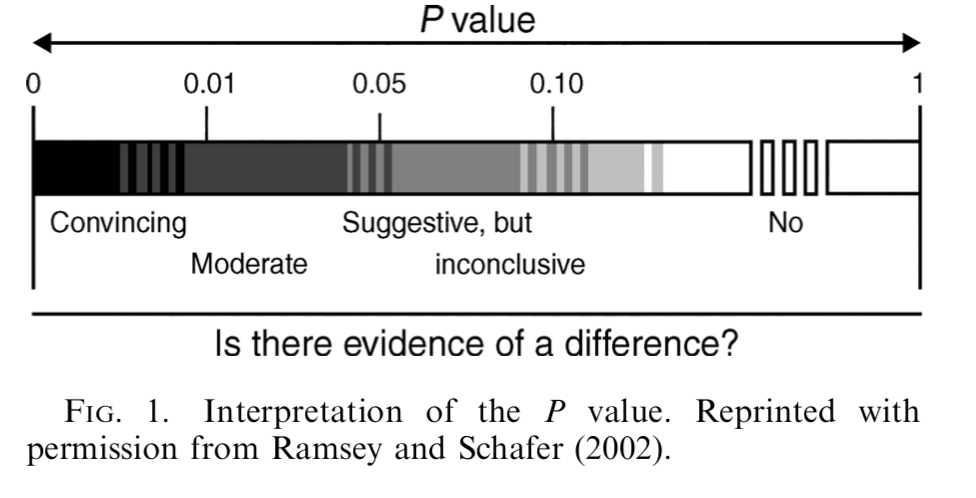 P value
0 0.01 0.05 0.10 1
Convincing Suggestive, but No
Moderate inconclusive
Is there evidence of a difference?
FIG. 1. Interpretation of the P value. Reprinted with
permission from Ramsey and Schafer (2002).